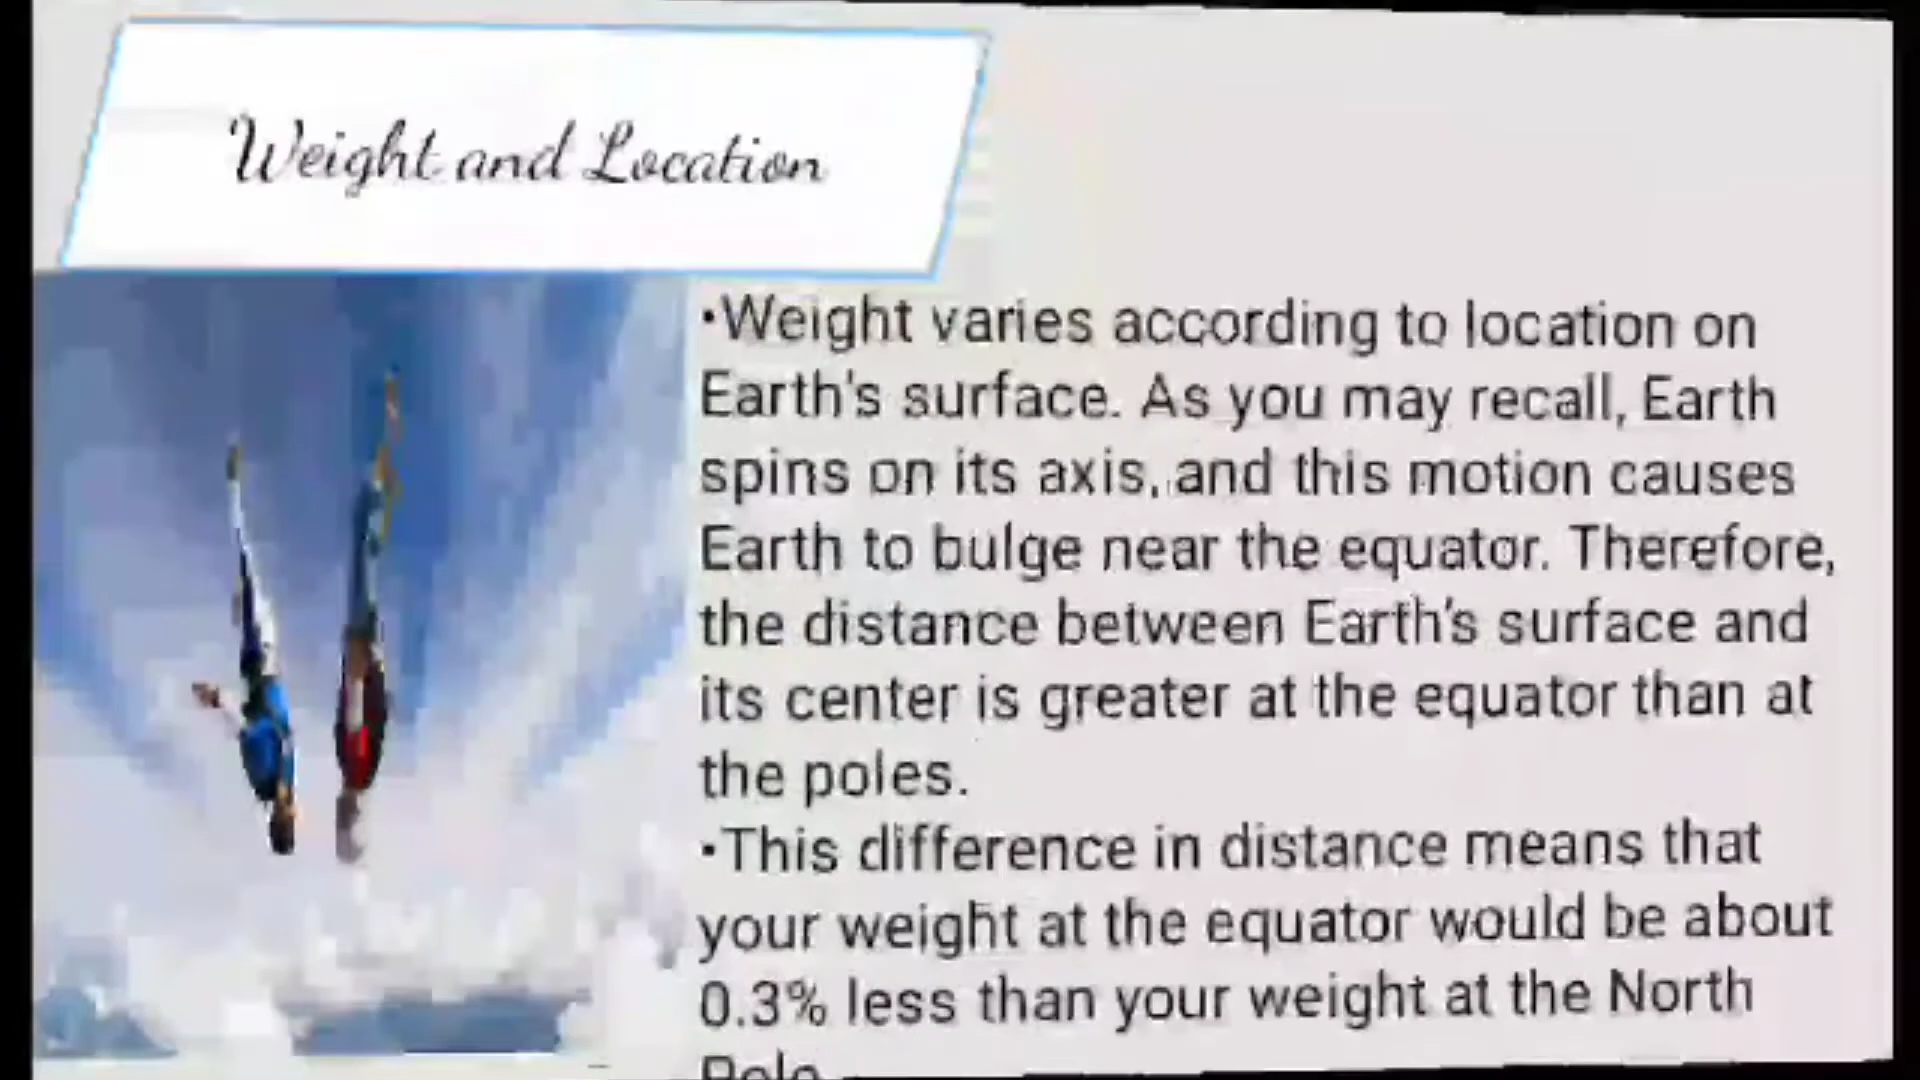 Weight and Location
•Weight varies according to location on
Earth's surface. As you may recall, Earth
spins on its axis, and this motion causes
Earth to bulge near the equator. Therefore,
the distance between Earth's surface and
its center is greater at the equator than at
the poles.
•This difference in distance means that
your weight at the equator would be about
0.3% less than your weight at the North
Pole.